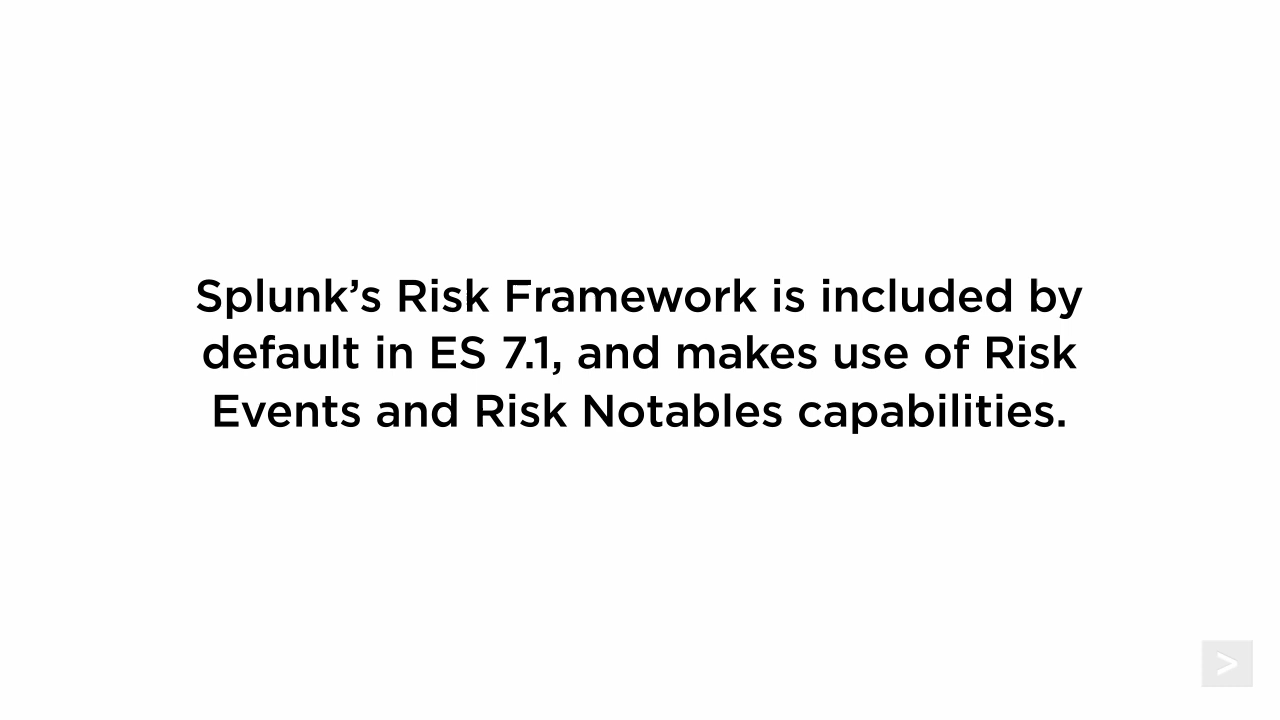 Splunk’s Risk Framework is included by
default in ES 7.1, and makes use of Risk
Events and Risk Notables capabilities.
>